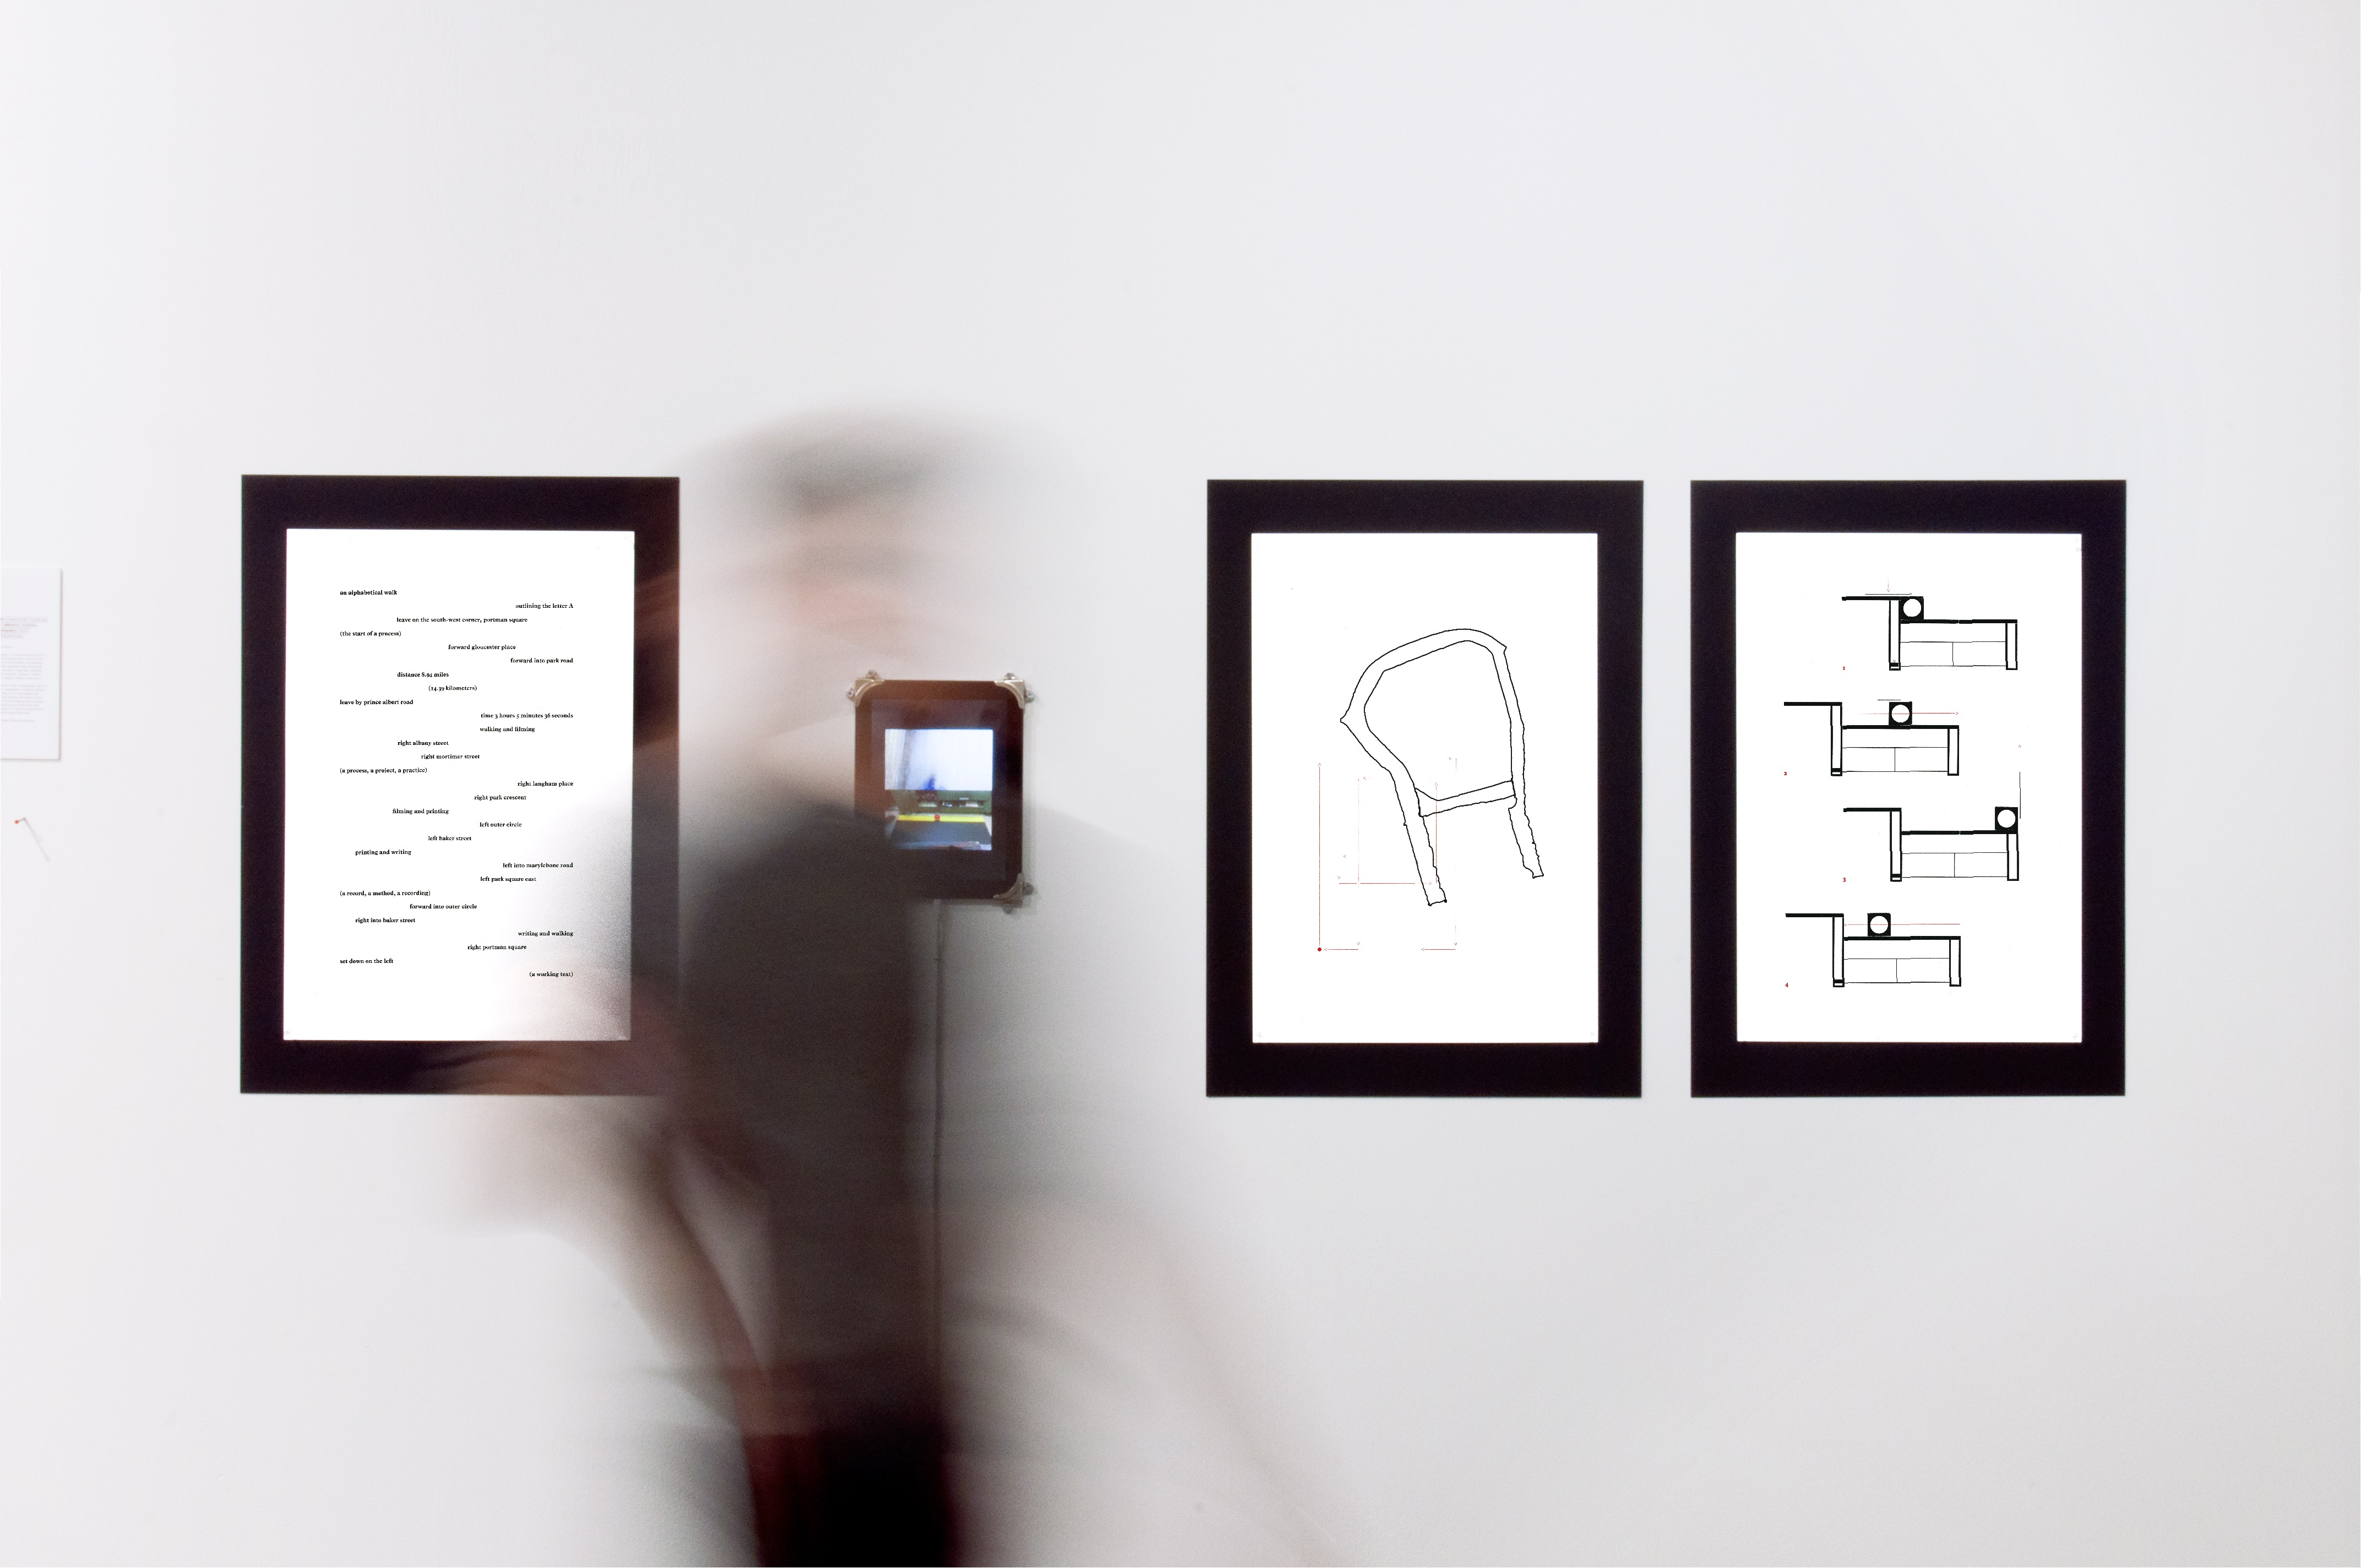 an alphabetical walk
outlining the letter A
leave on the south-west corner, portman square
(the start of a process)
forward gloucester place
forward into park road
distance 8.94 miles
(14.39 kilometers)
leave by prince albert road
time 3 hours 5 minutes 36 seconds
walking and filming
right albany street
right mortimer street
(a process, a project, a practice)
right langham place
right park crescent
filming and printing
left outer circle
left baker street
printing and writing
left into marylebone road
left park square east
(a record, a method, a recording)
forward into outer circle
right into baker street
writing and walking
right portman square
set down on the left
(a working text)
1
2
3
4